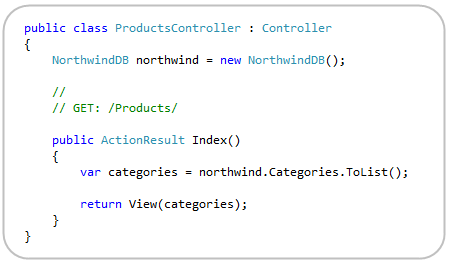 public class ProductsController : Controller
{
    NorthwindDB northwind = new NorthwindDB();
    //
    // GET: /Products/
    public ActionResult Index()
    {
        var categories = northwind.Categories.ToList();
        return View(categories);
    }
}